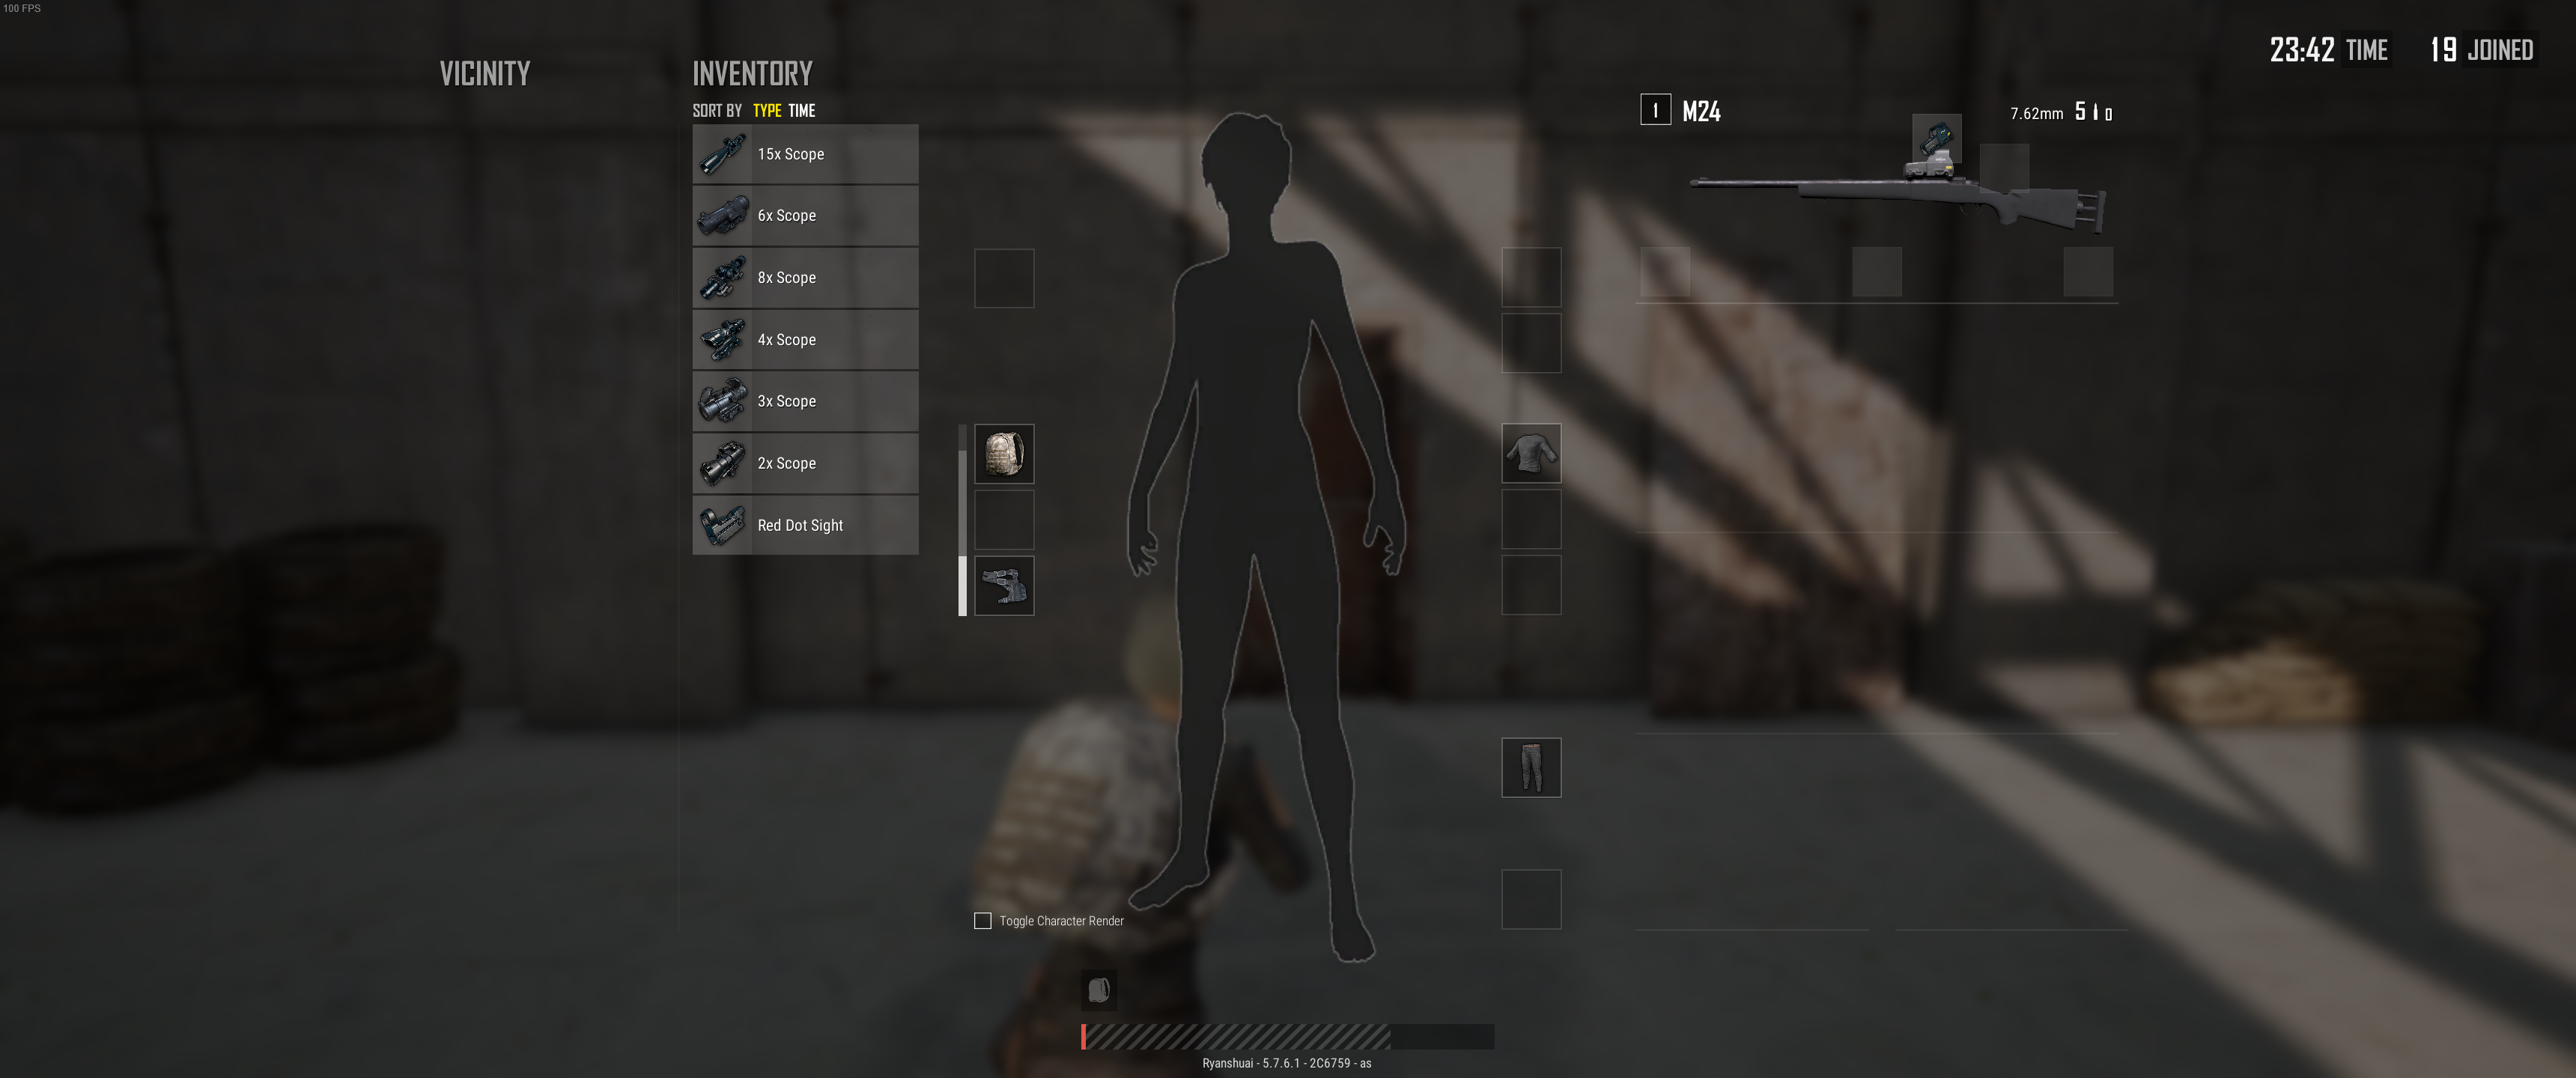 100 FPS
23:42 TIME 19 JOINED
VICINITY
INVENTORY
SORT BY TYPE TIME
15x Scope
6x Scope
8x Scope
4x Scope
3x Scope
2x Scope
Red Dot Sight
1 M24 7.62mm 5 0
Toggle Character Render
Ryanshuai - 5.7.6.1 - 2C6759 - as